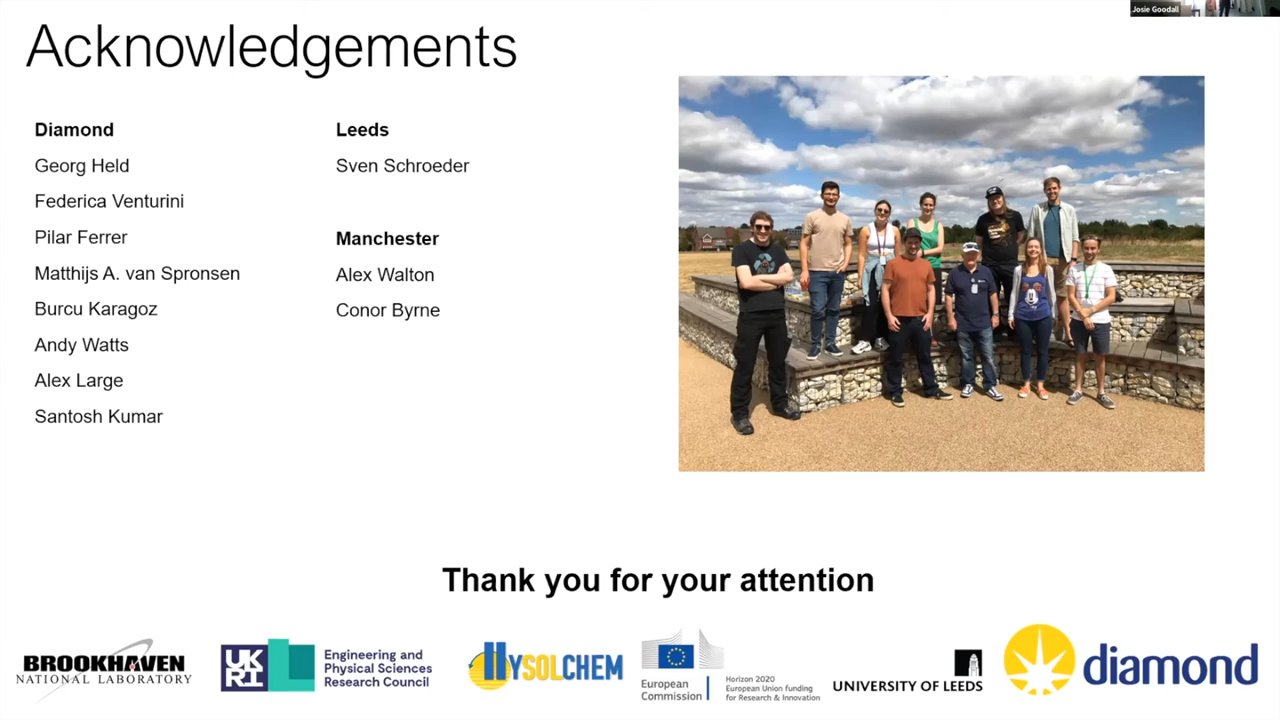 Josie Goodall
Acknowledgements
Diamond
Georg Held
Federica Venturini
Pilar Ferrer
Matthijs A. van Spronsen
Burcu Karagoz
Andy Watts
Alex Large
Santosh Kumar
Leeds
Sven Schroeder
Manchester
Alex Walton
Conor Byrne
Thank you for your attention
BROOKHAVEN
NATIONAL LABORATORY
UK
RI
Engineering and
Physical Sciences
Research Council
HYSOLCHEM
European
Commission
Horizon 2020
European Union funding
for Research & Innovation
UNIVERSITY OF LEEDS
diamond